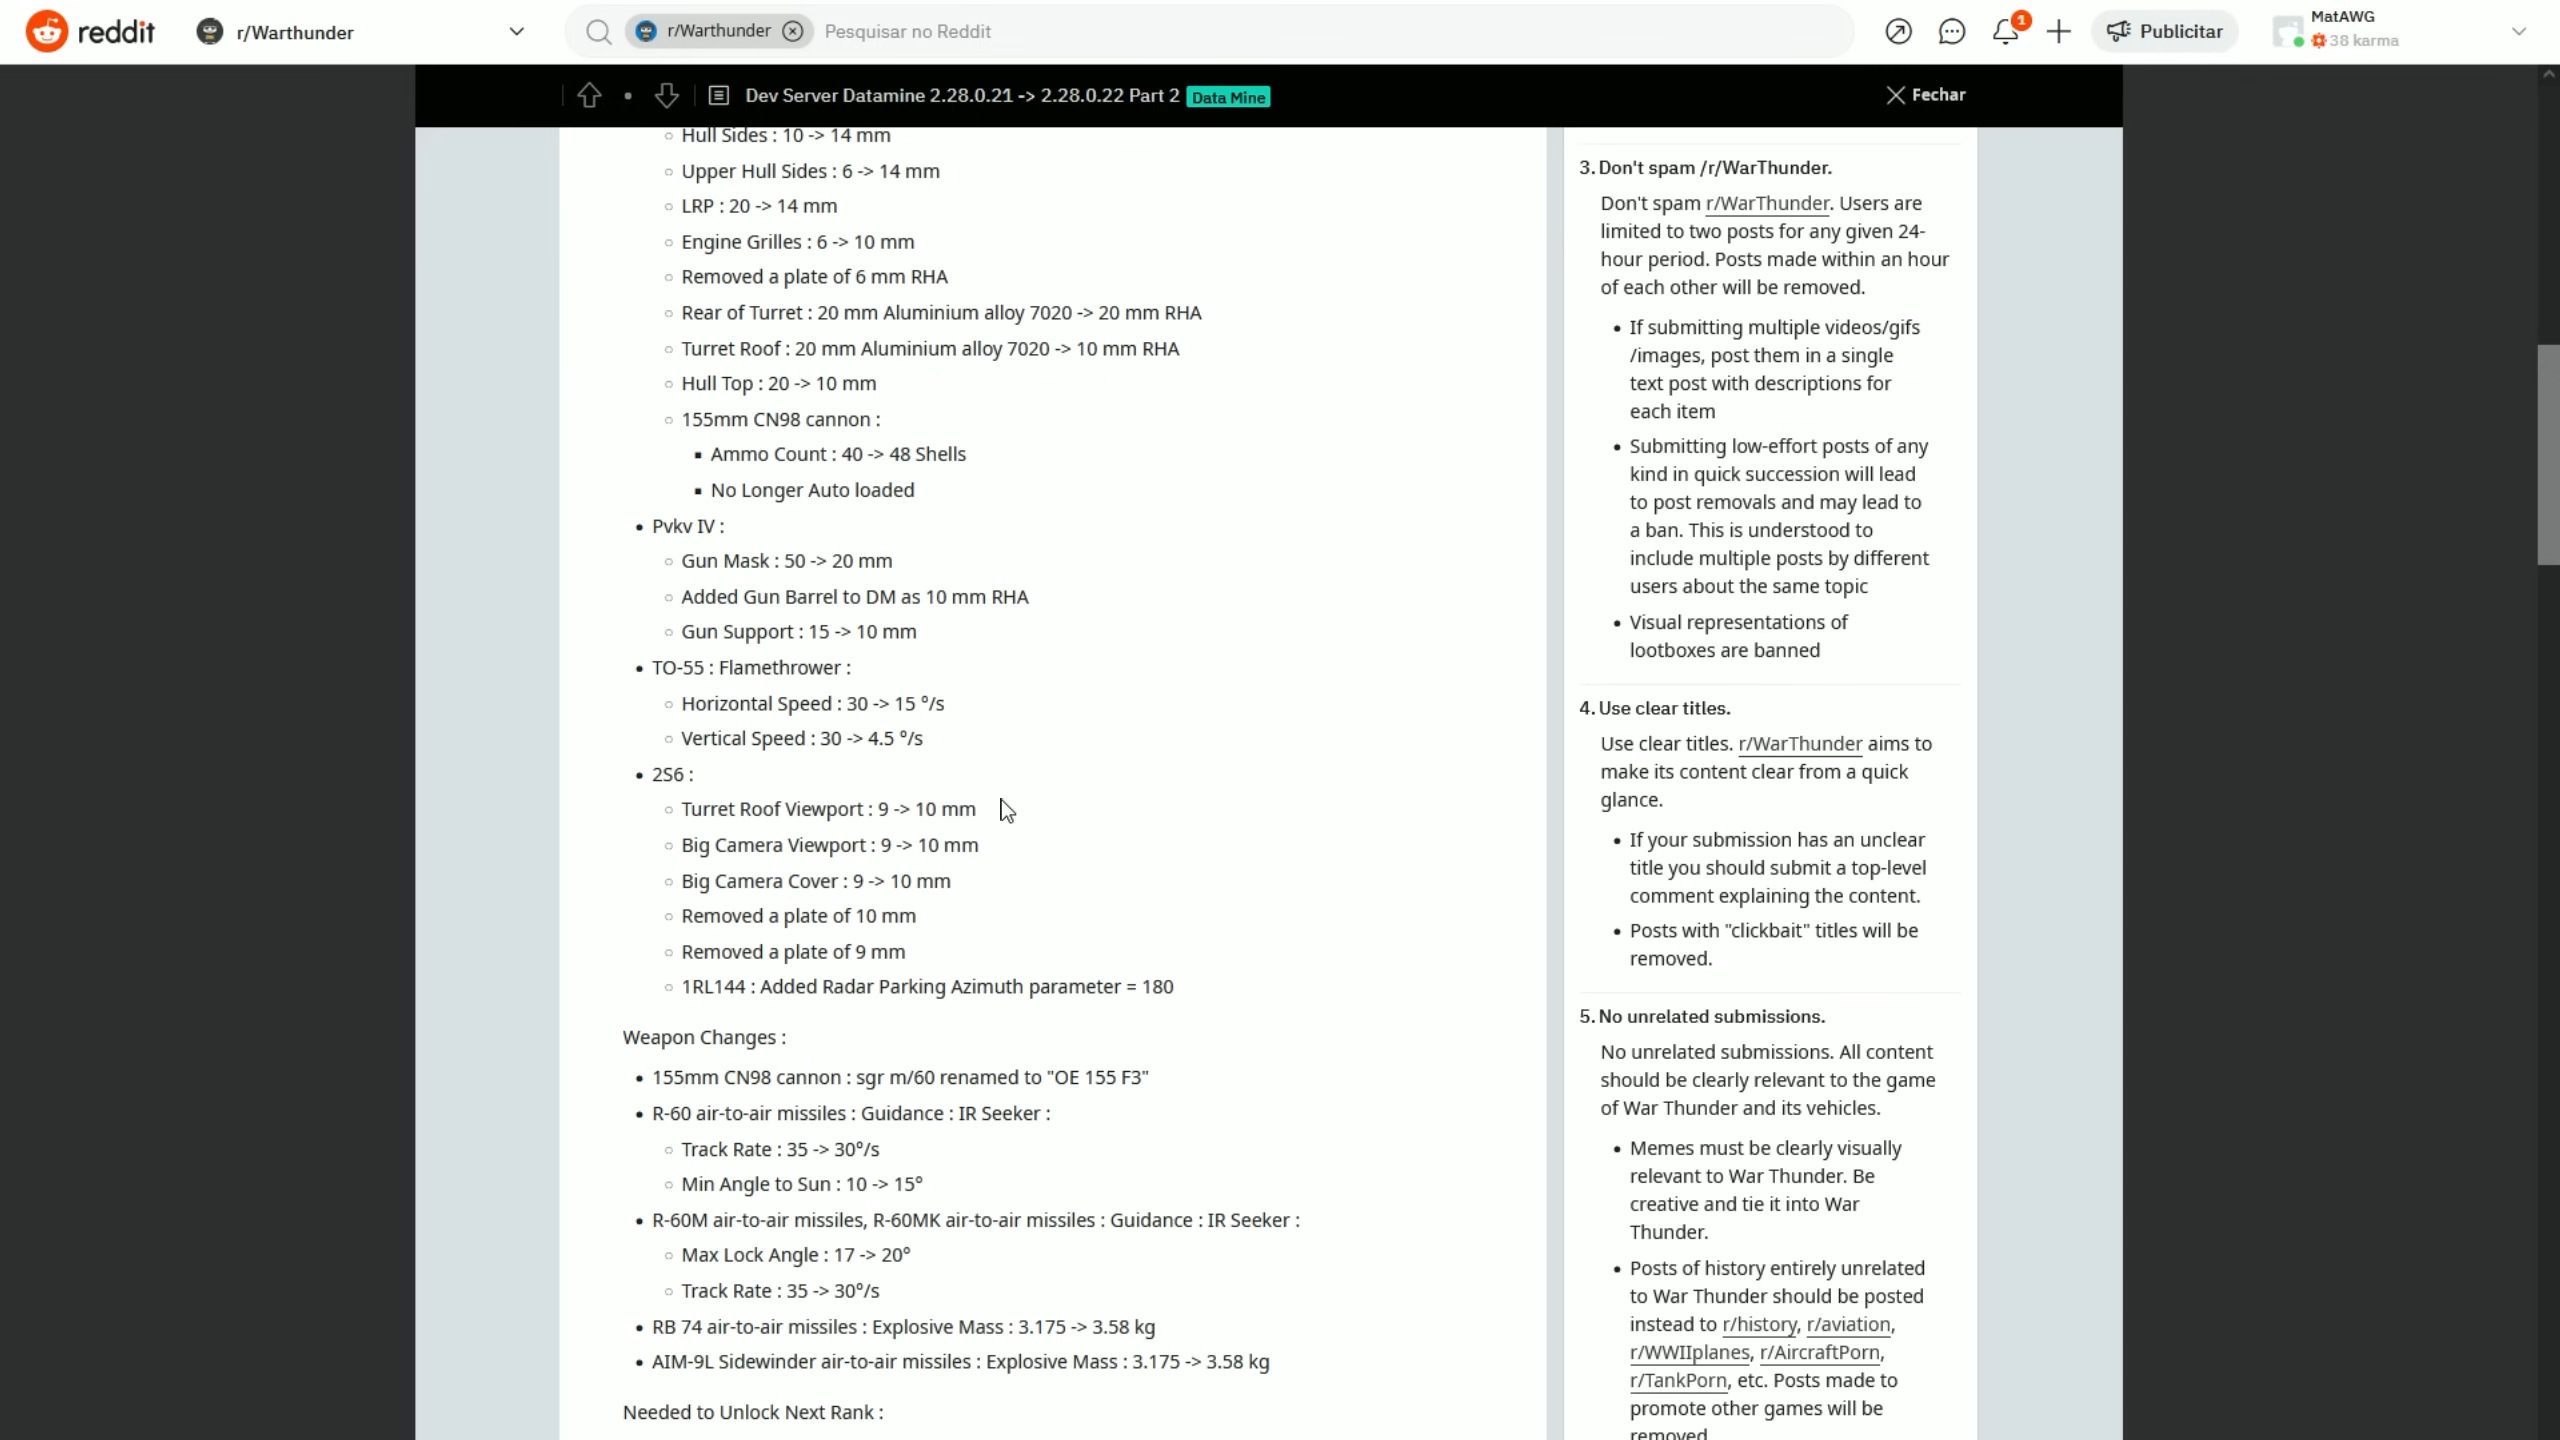 reddit
r/Warthunder
r/Warthunder
Pesquisar no Reddit
1
Publicitar
MatAWG
38 karma
Dev Server Datamine 2.28.0.21 -> 2.28.0.22 Part 2 Data Mine
Fechar
Hull Sides : 10 -> 14 mm
Upper Hull Sides : 6 -> 14 mm
LRP : 20 -> 14 mm
Engine Grilles : 6 -> 10 mm
Removed a plate of 6 mm RHA
Rear of Turret : 20 mm Aluminium alloy 7020 -> 20 mm RHA
Turret Roof : 20 mm Aluminium alloy 7020 -> 10 mm RHA
Hull Top : 20 -> 10 mm
155mm CN98 cannon :
Ammo Count : 40 -> 48 Shells
No Longer Auto loaded
Pvkv IV :
Gun Mask : 50 -> 20 mm
Added Gun Barrel to DM as 10 mm RHA
Gun Support : 15 -> 10 mm
TO-55 : Flamethrower :
Horizontal Speed : 30 -> 15 °/s
Vertical Speed : 30 -> 4.5 °/s
2S6 :
Turret Roof Viewport : 9 -> 10 mm
Big Camera Viewport : 9 -> 10 mm
Big Camera Cover : 9 -> 10 mm
Removed a plate of 10 mm
Removed a plate of 9 mm
1RL144 : Added Radar Parking Azimuth parameter = 180
Weapon Changes :
155mm CN98 cannon : sgr m/60 renamed to "OE 155 F3"
R-60 air-to-air missiles : Guidance : IR Seeker :
Track Rate : 35 -> 30°/s
Min Angle to Sun : 10 -> 15°
R-60M air-to-air missiles, R-60MK air-to-air missiles : Guidance : IR Seeker :
Max Lock Angle : 17 -> 20°
Track Rate : 35 -> 30°/s
RB 74 air-to-air missiles : Explosive Mass : 3.175 -> 3.58 kg
AIM-9L Sidewinder air-to-air missiles : Explosive Mass : 3.175 -> 3.58 kg
Needed to Unlock Next Rank :
3. Don't spam /r/WarThunder.
Don't spam r/WarThunder. Users are
limited to two posts for any given 24-
hour period. Posts made within an hour
of each other will be removed.
If submitting multiple videos/gifs
/images, post them in a single
text post with descriptions for
each item
Submitting low-effort posts of any
kind in quick succession will lead
to post removals and may lead to
a ban. This is understood to
include multiple posts by different
users about the same topic
Visual representations of
lootboxes are banned
4. Use clear titles.
Use clear titles. r/WarThunder aims to
make its content clear from a quick
glance.
If your submission has an unclear
title you should submit a top-level
comment explaining the content.
Posts with "clickbait" titles will be
removed.
5. No unrelated submissions.
No unrelated submissions. All content
should be clearly relevant to the game
of War Thunder and its vehicles.
Memes must be clearly visually
relevant to War Thunder. Be
creative and tie it into War
Thunder.
Posts of history entirely unrelated
to War Thunder should be posted
instead to r/history, r/aviation,
r/WWIIplanes, r/AircraftPorn,
r/TankPorn, etc. Posts made to
promote other games will be
removed